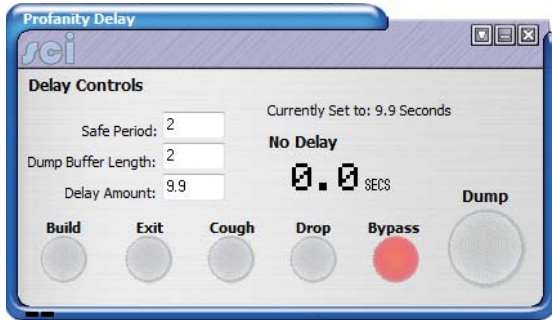 Profanity Delay
sci
Delay Controls
Currently Set to: 9.9 Seconds
Safe Period: 2
No Delay
Dump Buffer Length: 2
0.0 SECS
Delay Amount: 9.9
Dump
Build Exit Cough Drop Bypass